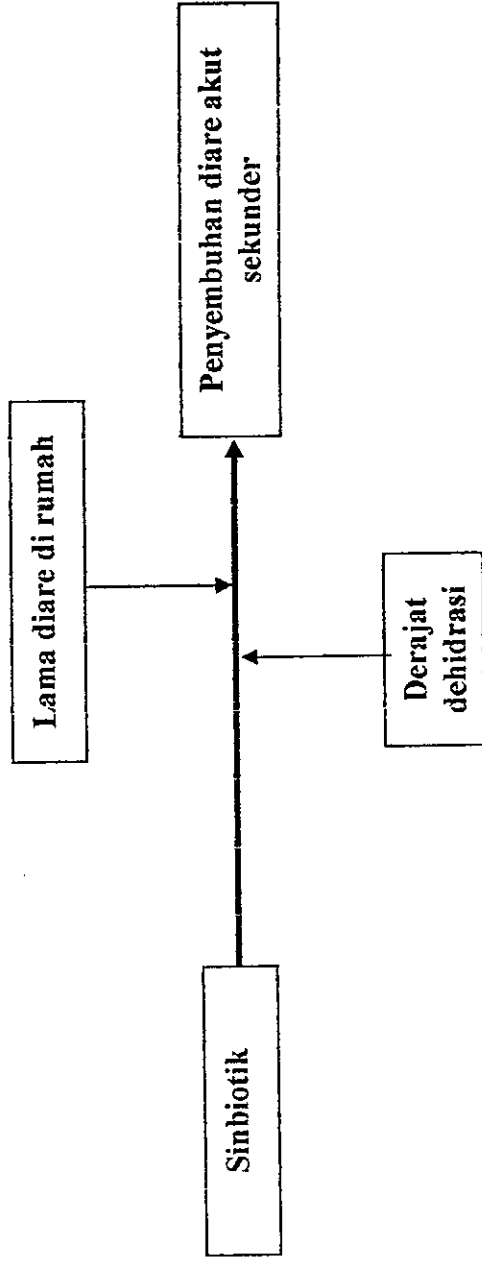 Lama diare di rumah
Sinbiotik
Penyembuhan diare akut
sekunder
Derajat
dehidrasi